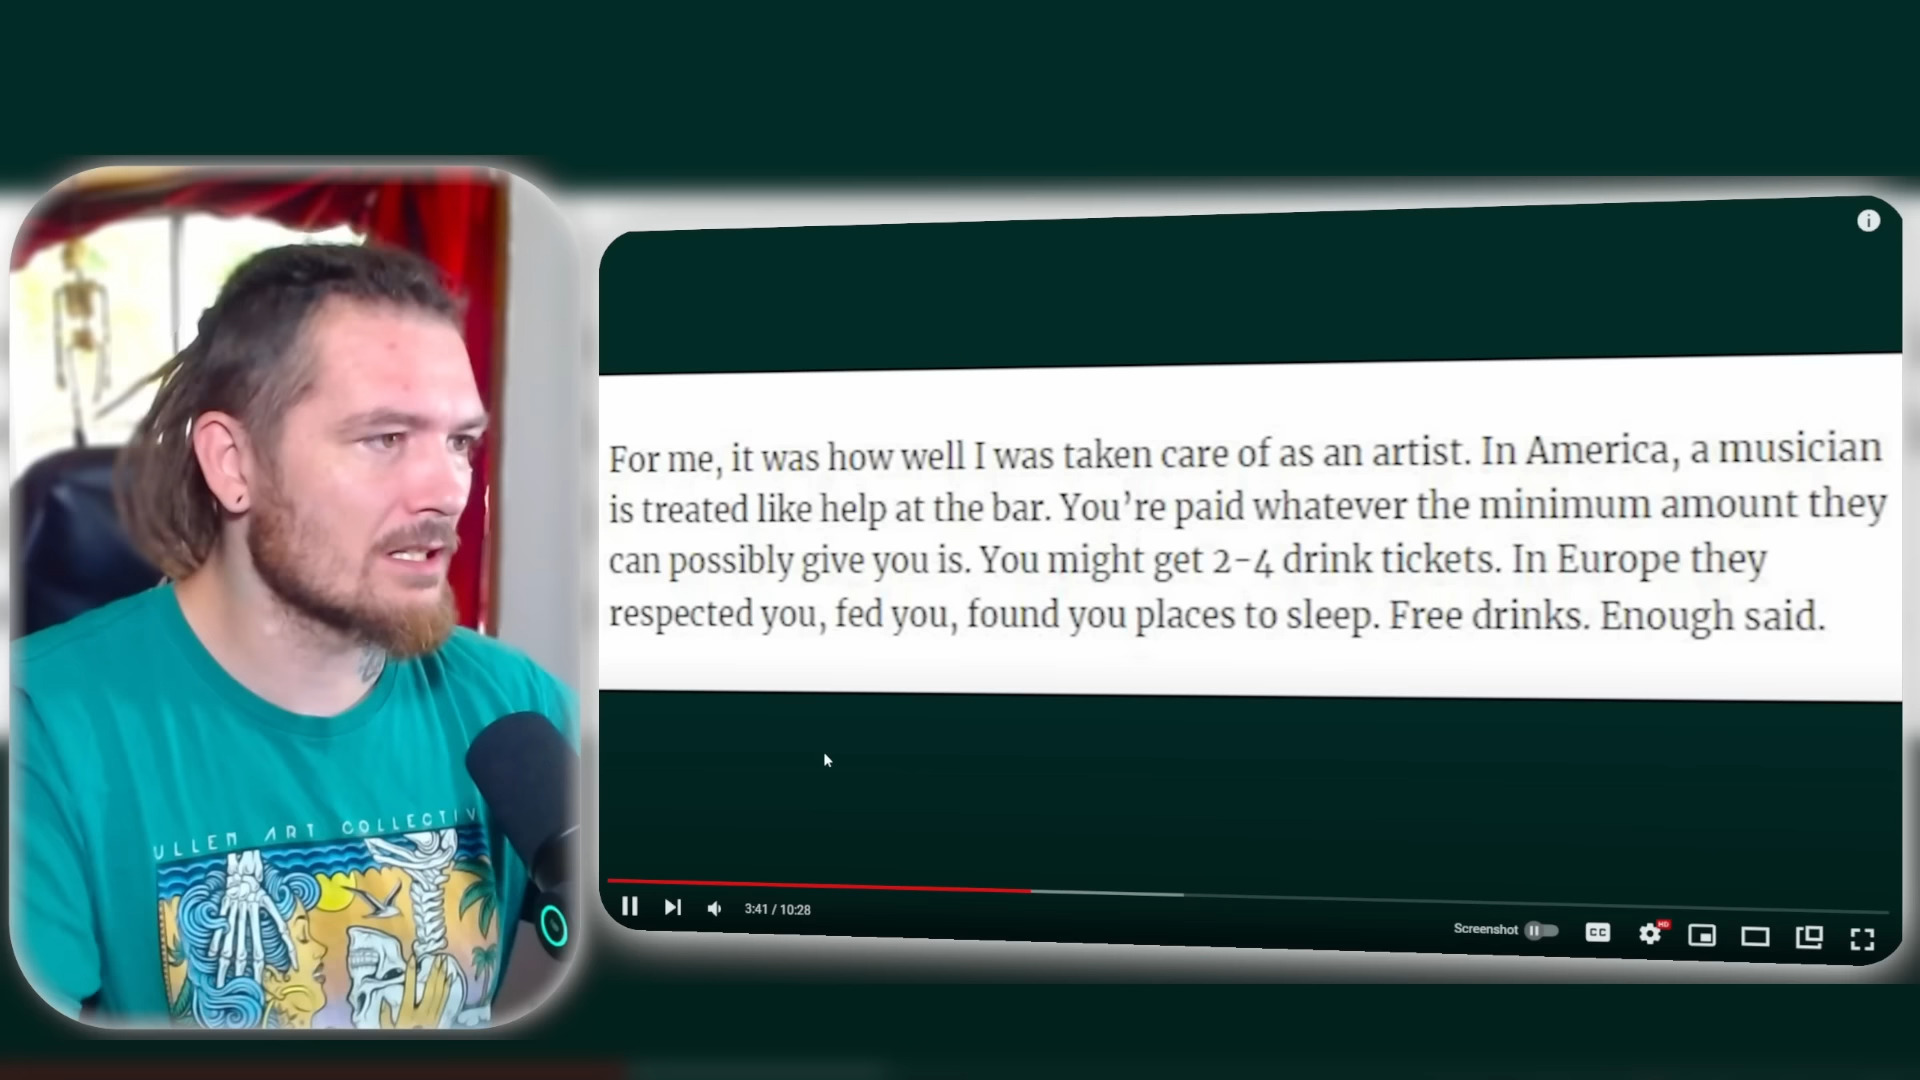 For me, it was how well I was taken care of as an artist. In America, a musician
is treated like help at the bar. You’re paid whatever the minimum amount they
can possibly give you is. You might get 2-4 drink tickets. In Europe they
respected you, fed you, found you places to sleep. Free drinks. Enough said.
ULLEN ART COLLECTIV
3:41 / 10:28
Screenshot
CC
HD